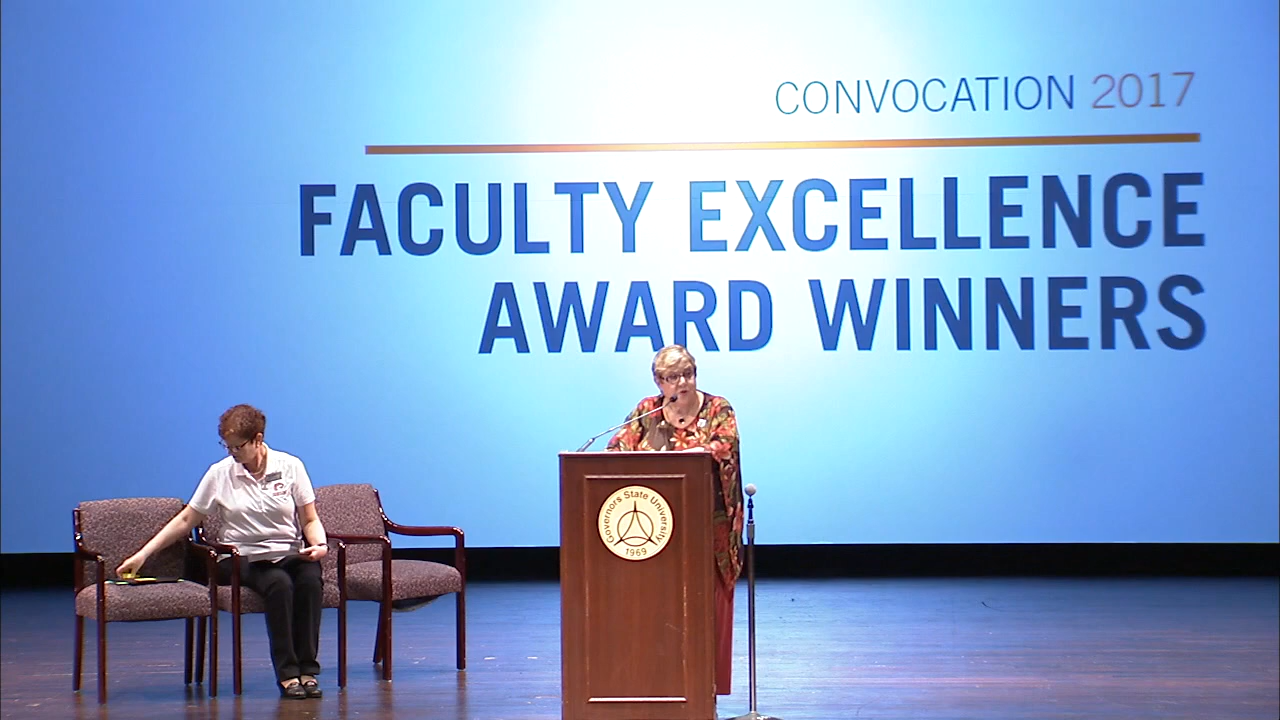 CONVOCATION 2017
FACULTY EXCELLENCE
AWARD WINNERS
Governors State University
1969